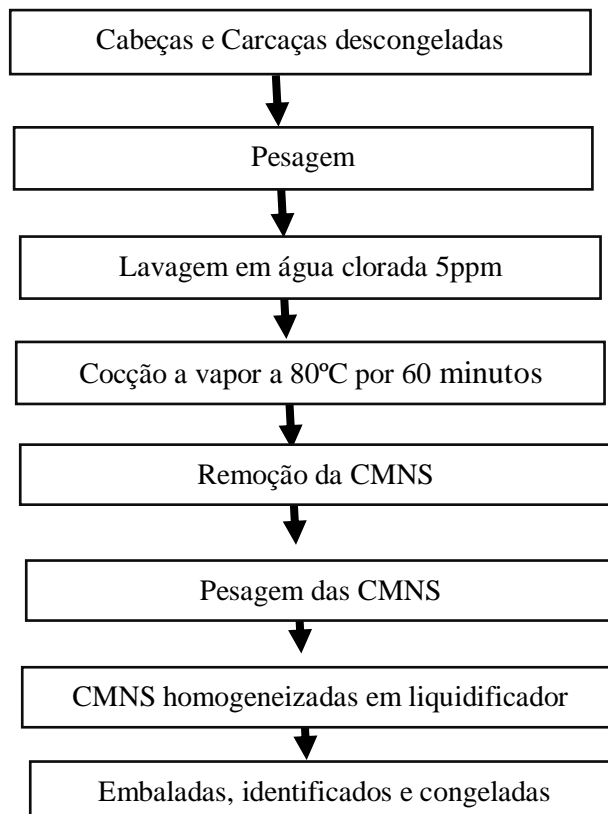 Cabeças e Carcaças descongeladas
Pesagem
Lavagem em água clorada 5ppm
Cocção a vapor a 80ºC por 60 minutos
Remoção da CMNS
Pesagem das CMNS
CMNS homogeneizadas em liquidificador
Embaladas, identificados e congeladas